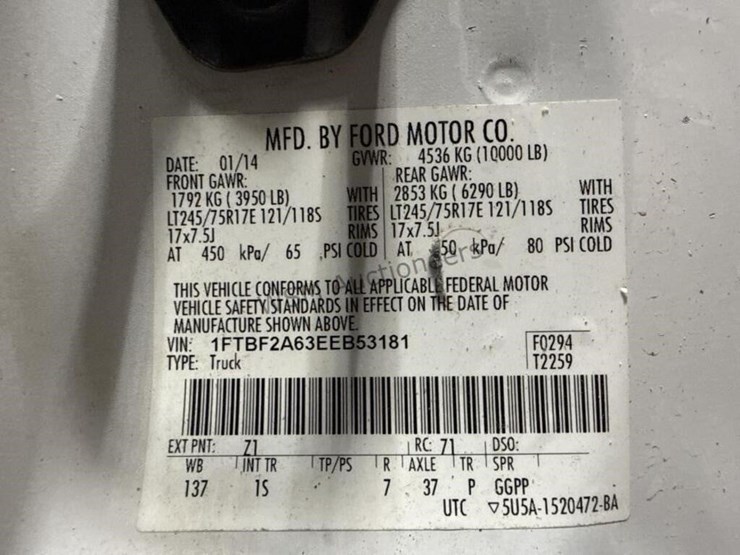 MFD. BY FORD MOTOR CO.
DATE: 01/14 GVWR: 4536 KG (10000 LB)
FRONT GAWR: REAR GAWR:
1792 KG ( 3950 LB) WITH 2853 KG ( 6290 LB) WITH
LT245/75R17E 121/118S TIRES LT245/75R17E 121/118S TIRES
17x7.5J RIMS 17x7.5J RIMS
AT 450 kPa/ 65 PSI COLD AT 50 kPa/ 80 PSI COLD
THIS VEHICLE CONFORMS TO ALL APPLICABLE FEDERAL MOTOR
VEHICLE SAFETY STANDARDS IN EFFECT ON THE DATE OF
MANUFACTURE SHOWN ABOVE.
VIN: 1FTBF2A63EEB53181 F0294
TYPE: Truck T2259
EXT PNT: Z1 RC: 71 DSO:
WB INT TR TP/PS R AXLE TR SPR
137 1S 7 37 P GGPP
UTC ▽5U5A-1520472-BA